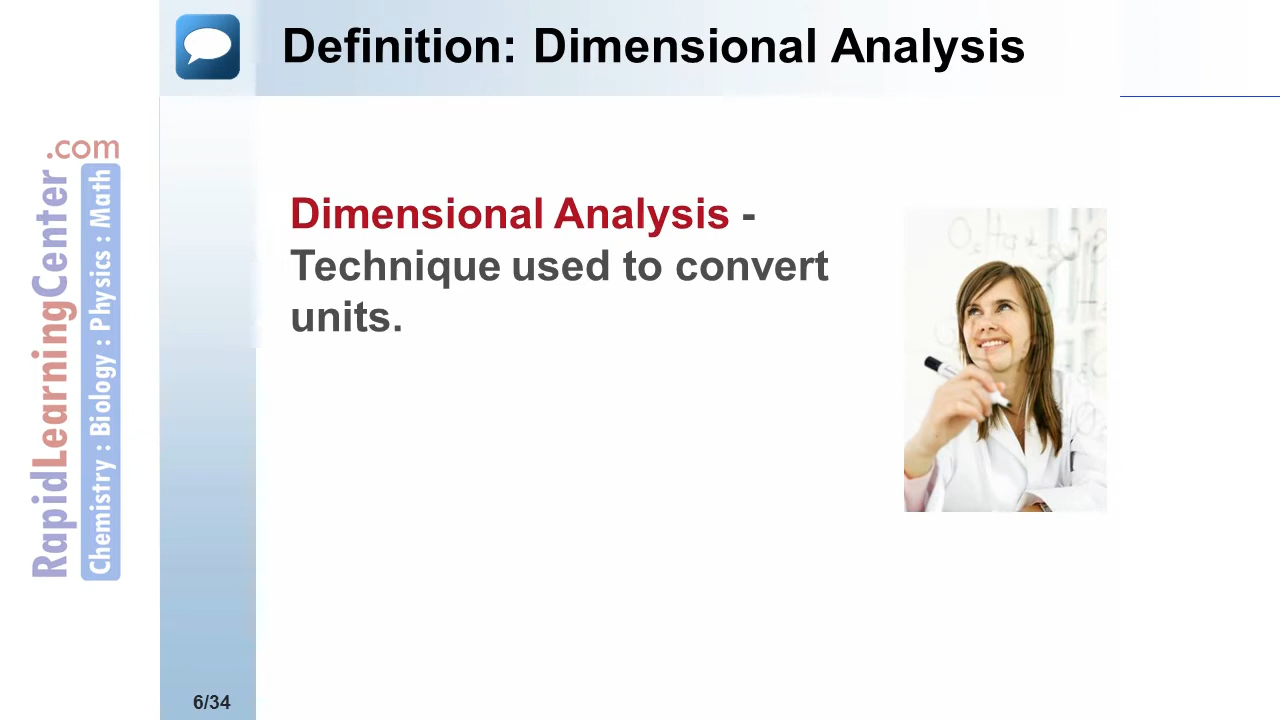 Definition: Dimensional Analysis
Dimensional Analysis -
Technique used to convert
units.
RapidLearningCenter.com
Chemistry : Biology : Physics : Math
6/34